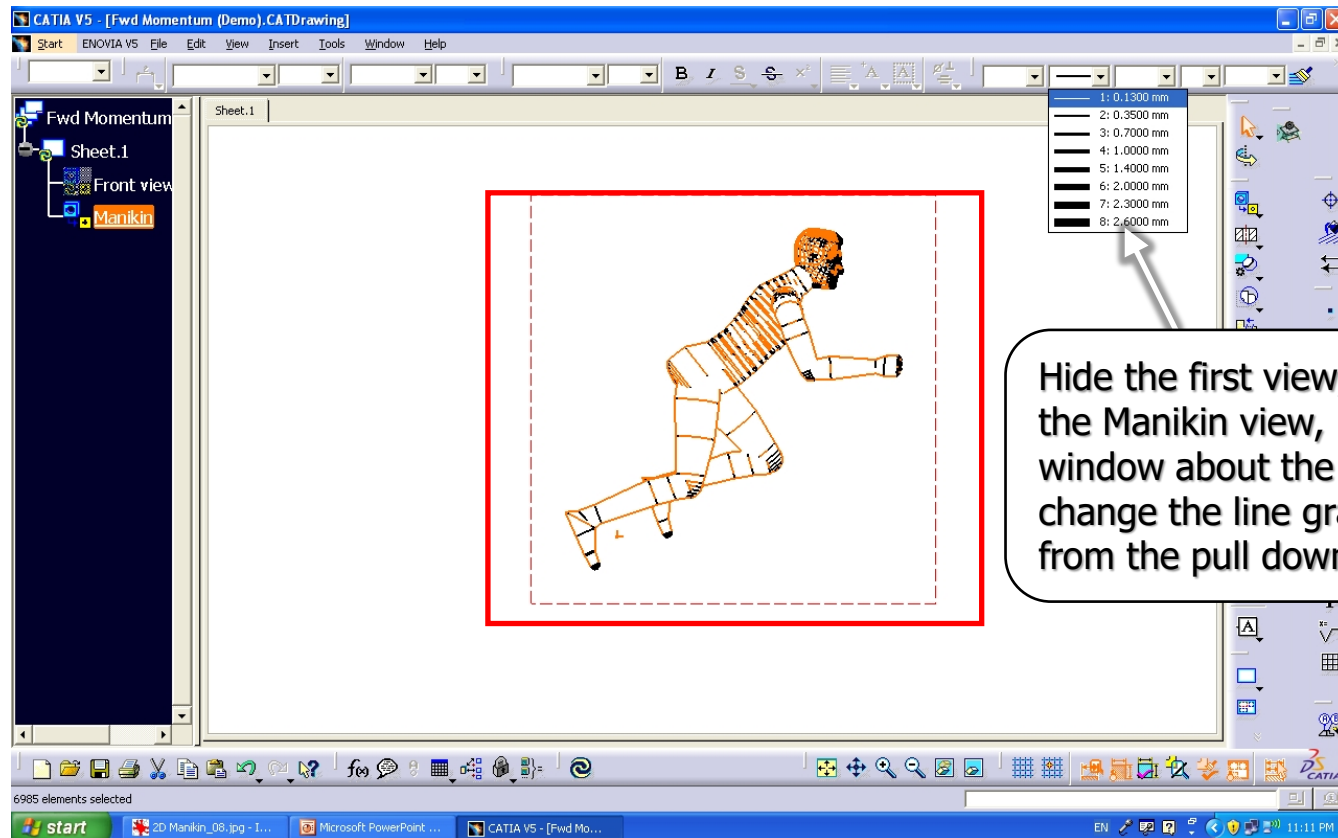 CATIA V5 - [Fwd Momentum (Demo).CATDrawing]
Start ENOVIA V5 File Edit View Insert Tools Window Help
B I S S
1: 0.1300 mm
2: 0.3500 mm
3: 0.7000 mm
4: 1.0000 mm
5: 1.4000 mm
6: 2.0000 mm
7: 2.3000 mm
8: 2.6000 mm
Fwd Momentum
Sheet.1
Front view
Manikin
Sheet.1
Hide the first view
the Manikin view,
window about the
change the line gra
from the pull down
f(x)
CATIA
6985 elements selected
start 2D Manikin_08.jpg - I... Microsoft PowerPoint ... CATIA V5 - [Fwd Mo... EN 11:11 PM